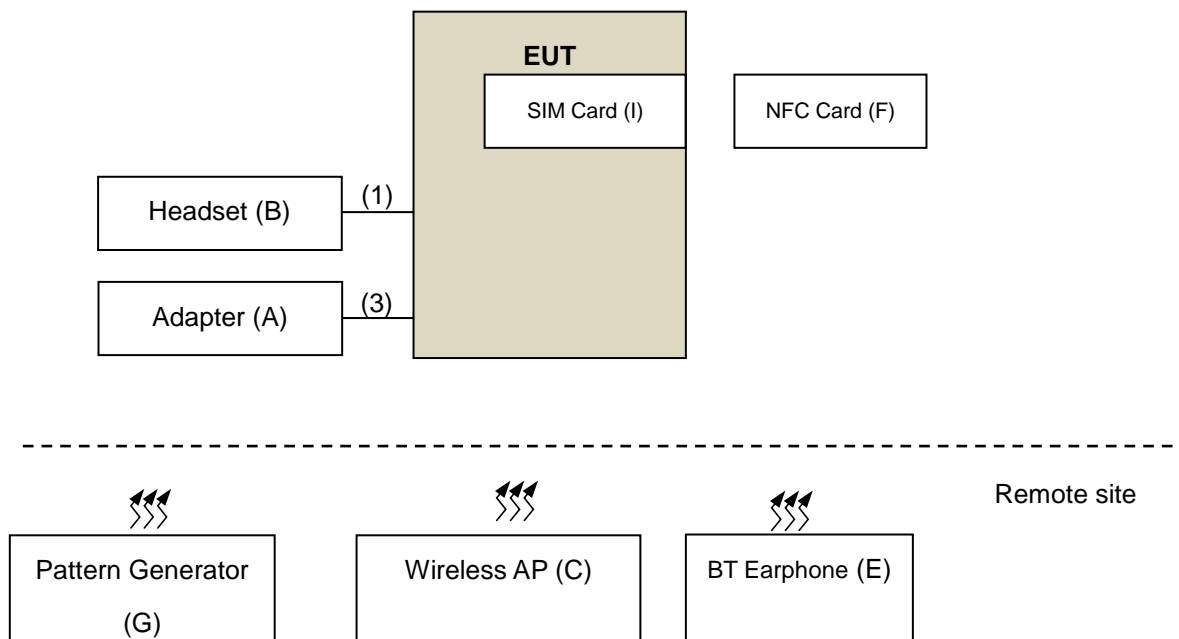 EUT
SIM Card (I)
NFC Card (F)
Headset (B)
(1)
Adapter (A)
(3)
Remote site
Pattern Generator
(G)
Wireless AP (C)
BT Earphone (E)